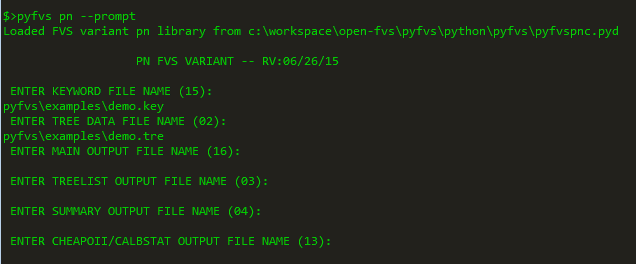 $>pyfvs pn --prompt
Loaded FVS variant pn library from c:\workspace\open-fvs\pyfvs\python\pyfvs\pyfvspnc.pyd
PN FVS VARIANT -- RV:06/26/15
ENTER KEYWORD FILE NAME (15):
pyfvs\examples\demo.key
ENTER TREE DATA FILE NAME (02):
pyfvs\examples\demo.tre
ENTER MAIN OUTPUT FILE NAME (16):
ENTER TREELIST OUTPUT FILE NAME (03):
ENTER SUMMARY OUTPUT FILE NAME (04):
ENTER CHEAPOII/CALBSTAT OUTPUT FILE NAME (13):